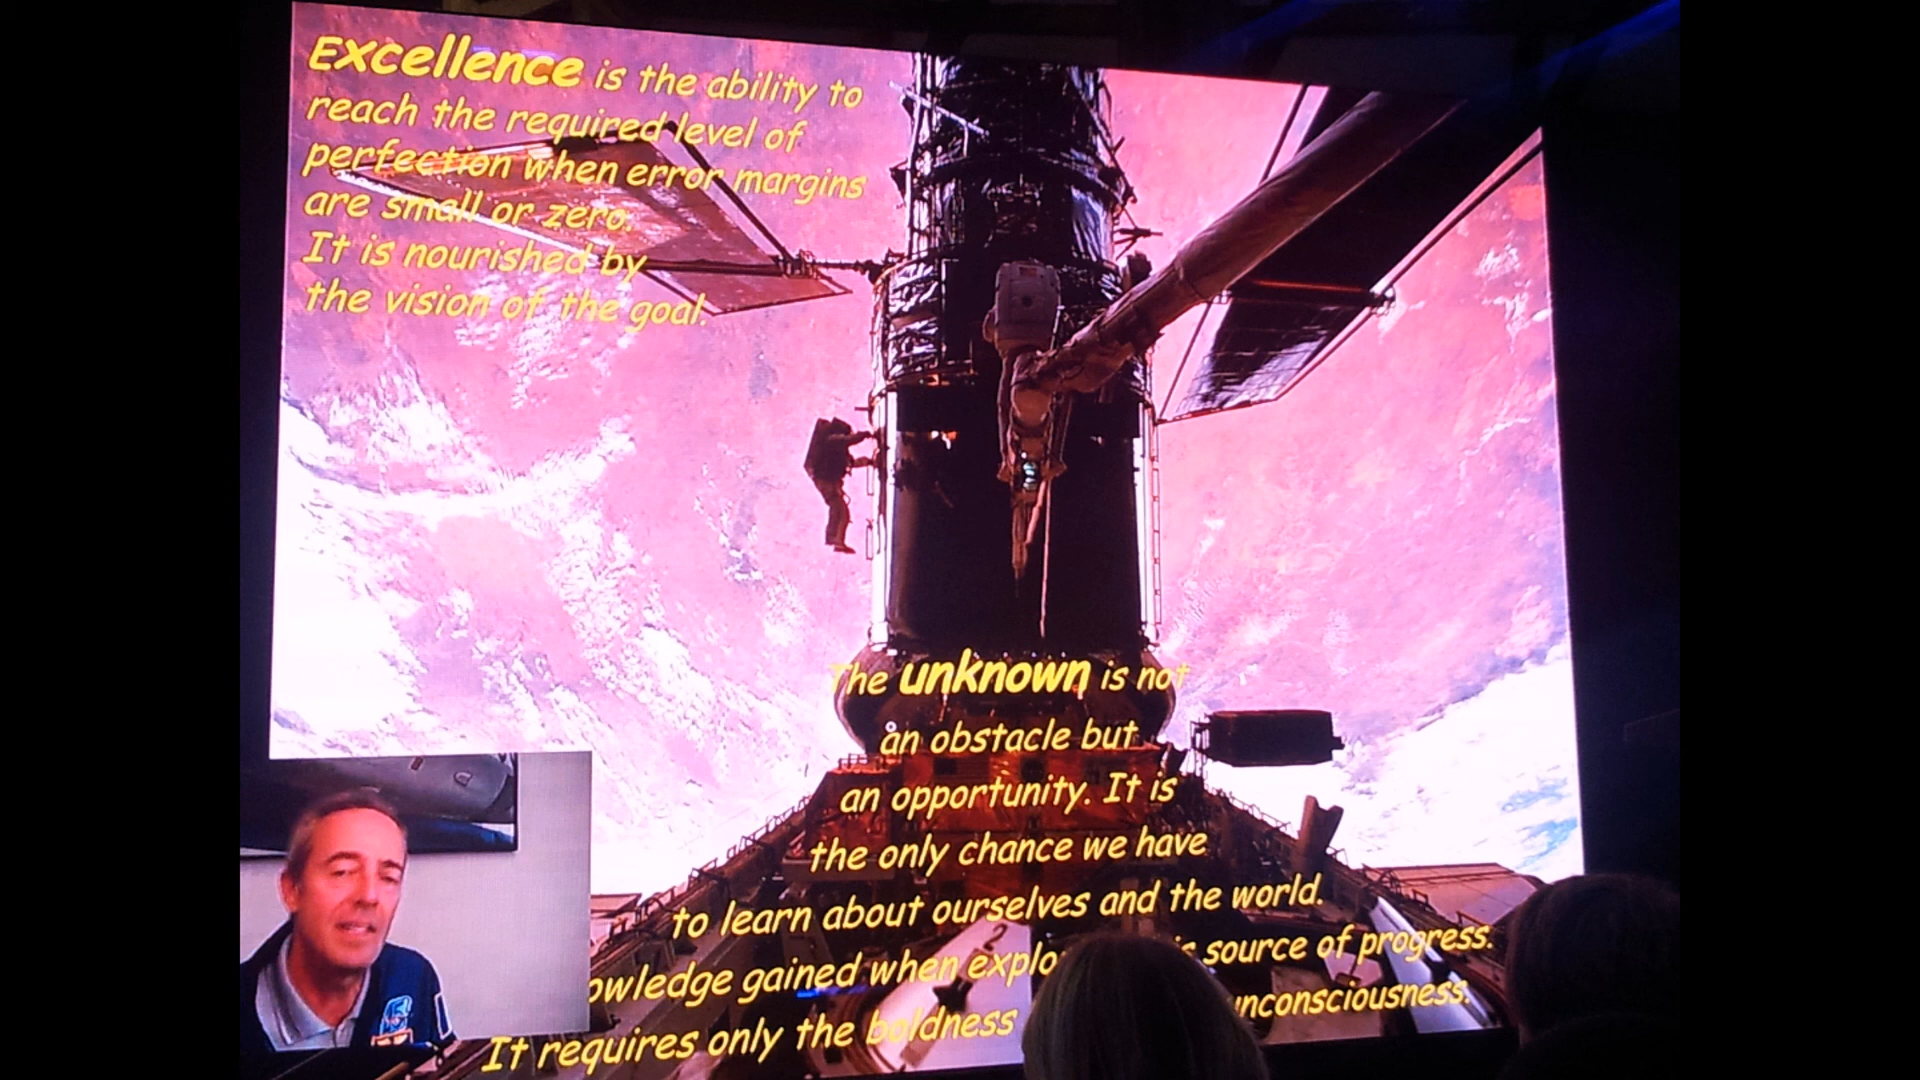 Excellence is the ability to
reach the required level of
perfection when error margins
are small or zero.
It is nourished by
the vision of the goal.
The unknown is not
an obstacle but
an opportunity. It is
the only chance we have
to learn about ourselves and the world.
owledge gained when explo is source of progress.
It requires only the boldness unconsciousness.
2